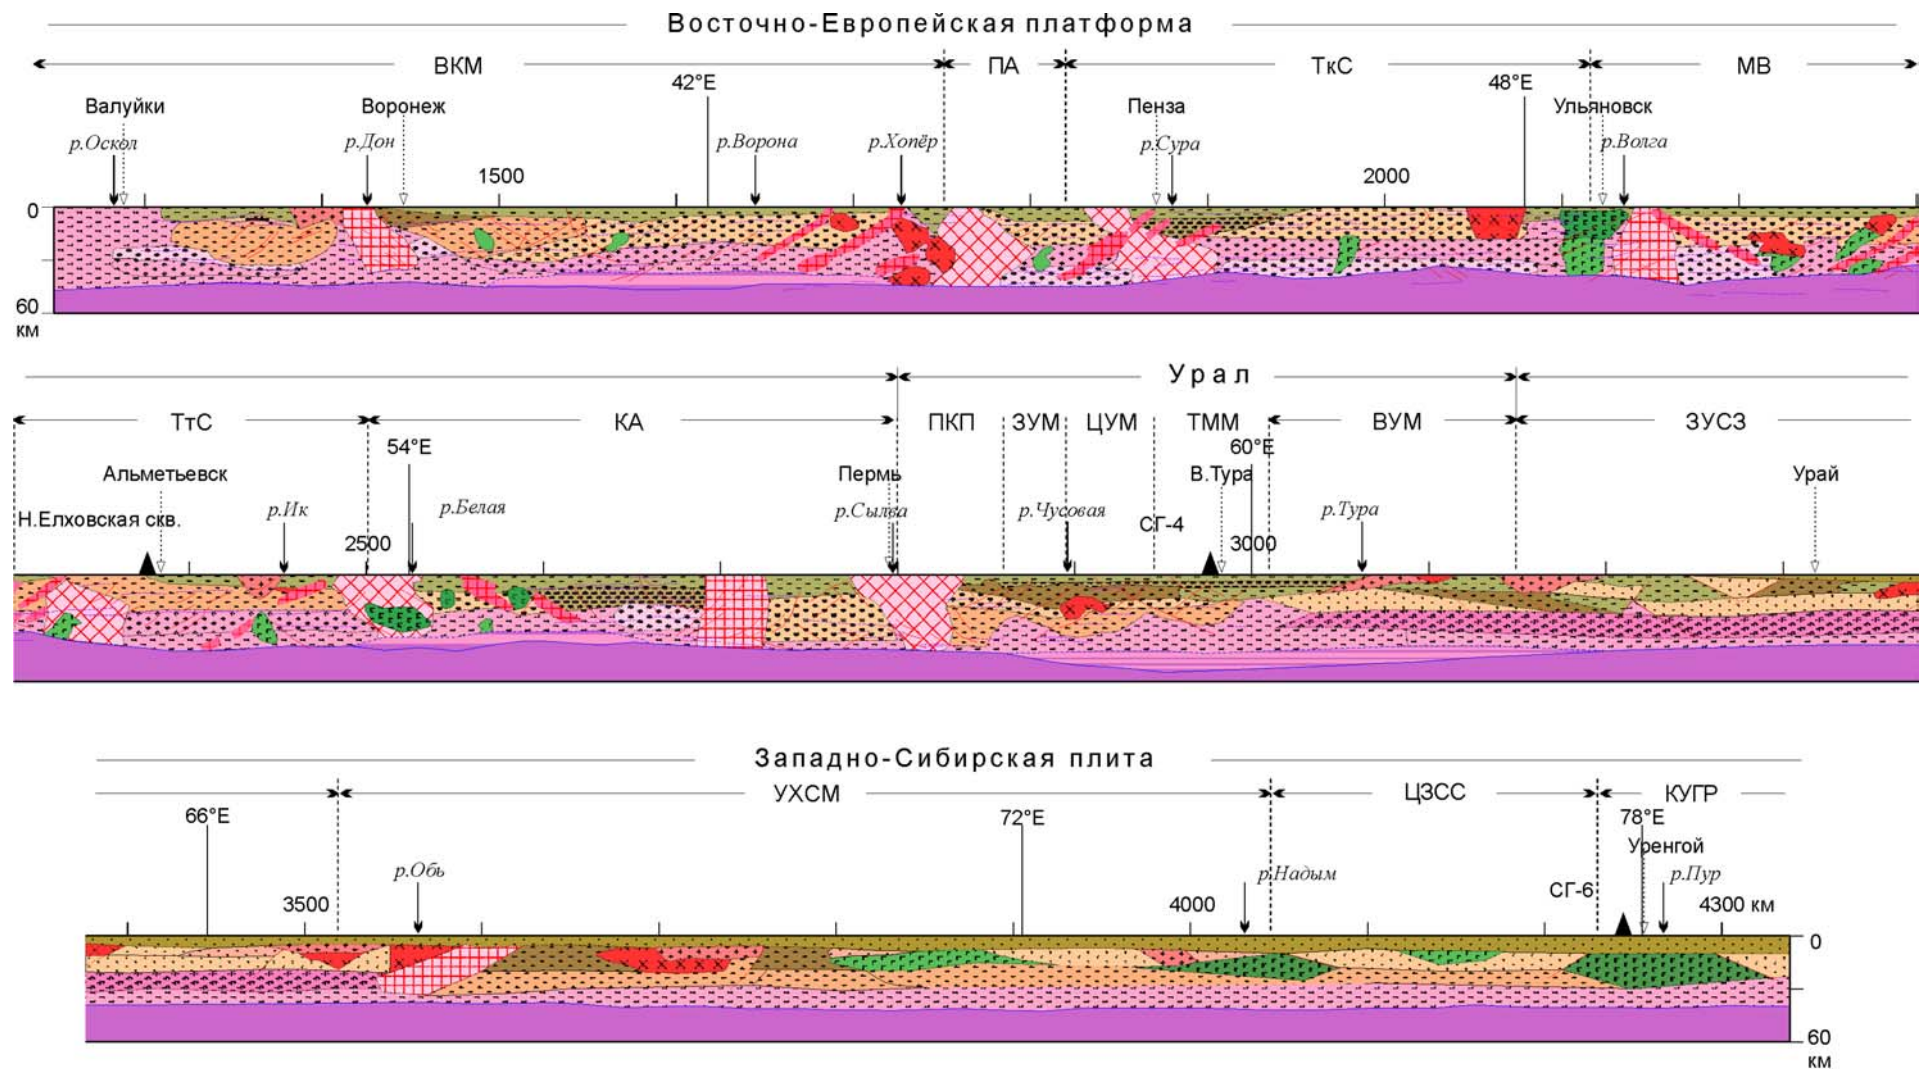 Восточно-Европейская платформа
ВКМ ПА ТкС МВ
42°E 48°E
Валуйки Воронеж Пенза Ульяновск
р.Оскол р.Дон р.Ворона р.Хопёр р.Сура р.Волга
1500 2000
0
60
км
Урал
ТтС КА ПКП ЗУМ ЦУМ ТММ ВУМ ЗУСЗ
54°E 60°E
Альметьевск Пермь В.Тура Урай
Н.Елховская скв. р.Ик р.Белая р.Сылва р.Чусовая СГ-4 р.Тура
2500 3000
Западно-Сибирская плита
УХСМ ЦЗСС КУГР
66°E 72°E 78°E
Уренгой
р.Обь р.Надым СГ-6 р.Пур
3500 4000 4300 км
0
60
км